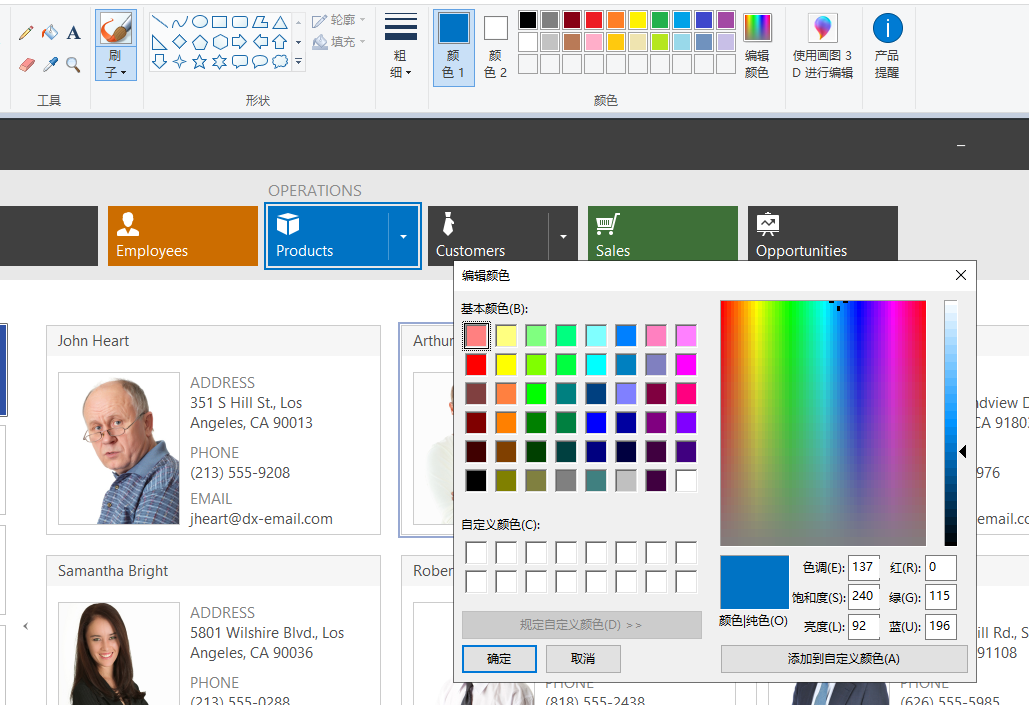 轮廓
填充
刷
子
粗
细
颜
色 1
颜
色 2
编辑
颜色
使用画图 3
D 进行编辑
产品
提醒
工具
形状
颜色
OPERATIONS
Employees
Products
Customers
Sales
Opportunities
编辑颜色
基本颜色(B):
自定义颜色(C):
规定自定义颜色(D) >>
确定
取消
颜色|纯色(O)
色调(E): 137
红(R): 0
饱和度(S): 240
绿(G): 115
亮度(L): 92
蓝(U): 196
添加到自定义颜色(A)
John Heart
ADDRESS
351 S Hill St., Los
Angeles, CA 90013
PHONE
(213) 555-9208
EMAIL
jheart@dx-email.com
Arthur
CA
976
email.com
Samantha Bright
ADDRESS
5801 Wilshire Blvd., Los
Angeles, CA 90036
PHONE
(213) 555-0288
PHONE
(818) 555-2438
ill Rd., S
91108
PHONE
(626) 555-5985